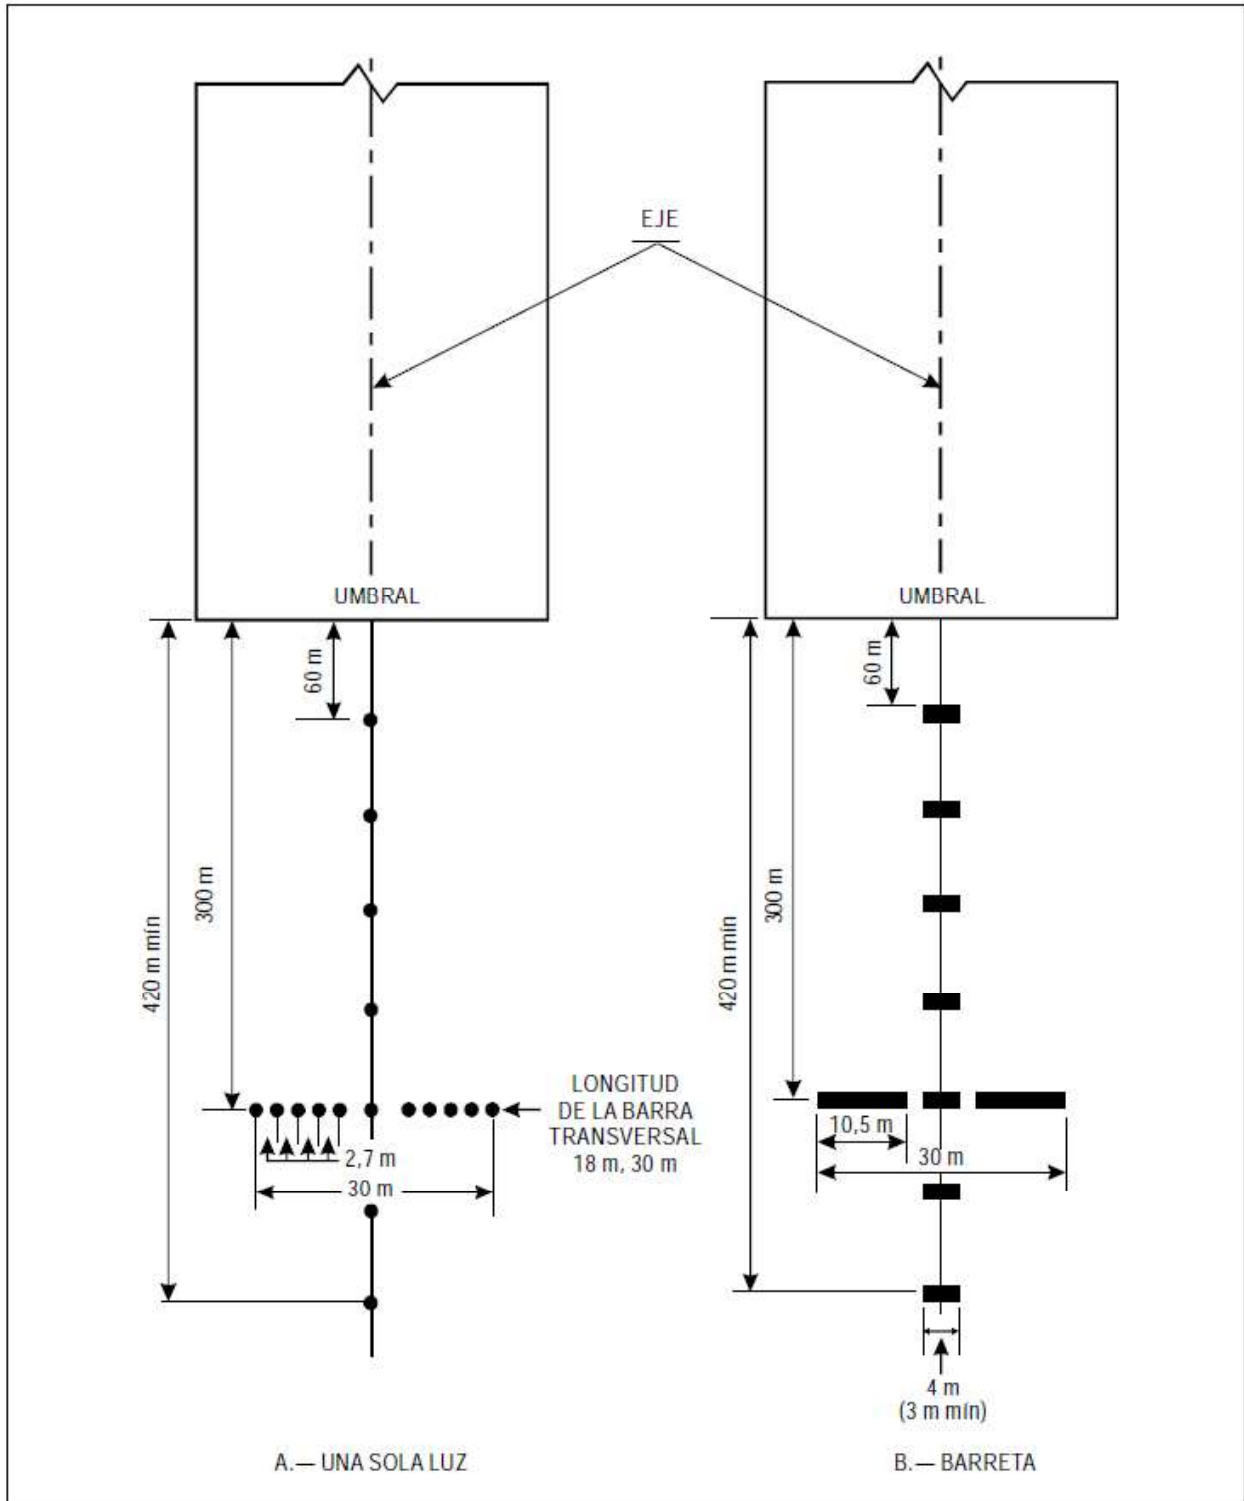 EJE
UMBRAL
UMBRAL
60 m
60 m
300 m
300 m
420 m mín
420 m mín
LONGITUD
DE LA BARRA
TRANSVERSAL
18 m, 30 m
2,7 m
30 m
10,5 m
30 m
4 m
(3 m mín)
A.— UNA SOLA LUZ
B.— BARRETA